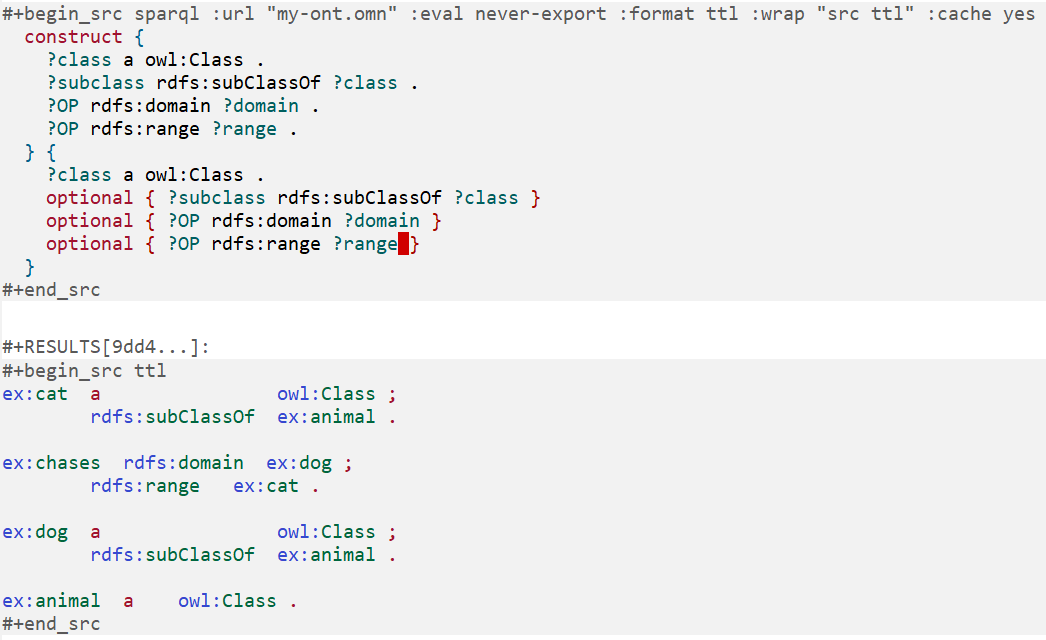 #+begin_src sparql :url "my-ont.omn" :eval never-export :format ttl :wrap "src ttl" :cache yes
  construct {
    ?class a owl:Class .
    ?subclass rdfs:subClassOf ?class .
    ?OP rdfs:domain ?domain .
    ?OP rdfs:range ?range .
  } {
    ?class a owl:Class .
    optional { ?subclass rdfs:subClassOf ?class }
    optional { ?OP rdfs:domain ?domain }
    optional { ?OP rdfs:range ?range }
  }
#+end_src
#+RESULTS[9dd4...]:
#+begin_src ttl
ex:cat  a                owl:Class ;
        rdfs:subClassOf  ex:animal .
ex:chases  rdfs:domain  ex:dog ;
        rdfs:range   ex:cat .
ex:dog  a                owl:Class ;
        rdfs:subClassOf  ex:animal .
ex:animal  a    owl:Class .
#+end_src